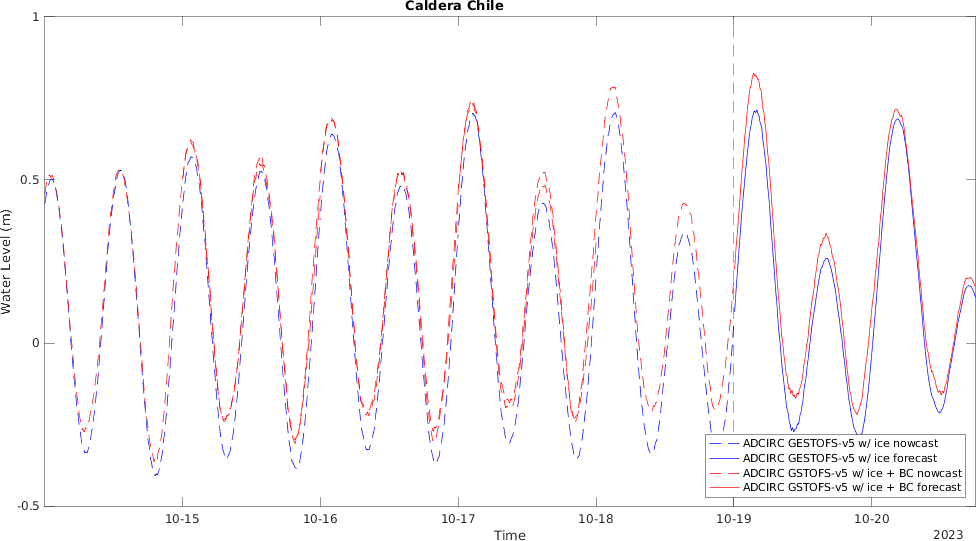 Caldera Chile
1
0.5
0
-0.5
Water Level (m)
10-15
10-16
10-17
10-18
10-19
10-20
Time
2023
ADCIRC GESTOFS-v5 w/ ice nowcast
ADCIRC GESTOFS-v5 w/ ice forecast
ADCIRC GSTOFS-v5 w/ ice + BC nowcast
ADCIRC GSTOFS-v5 w/ ice + BC forecast